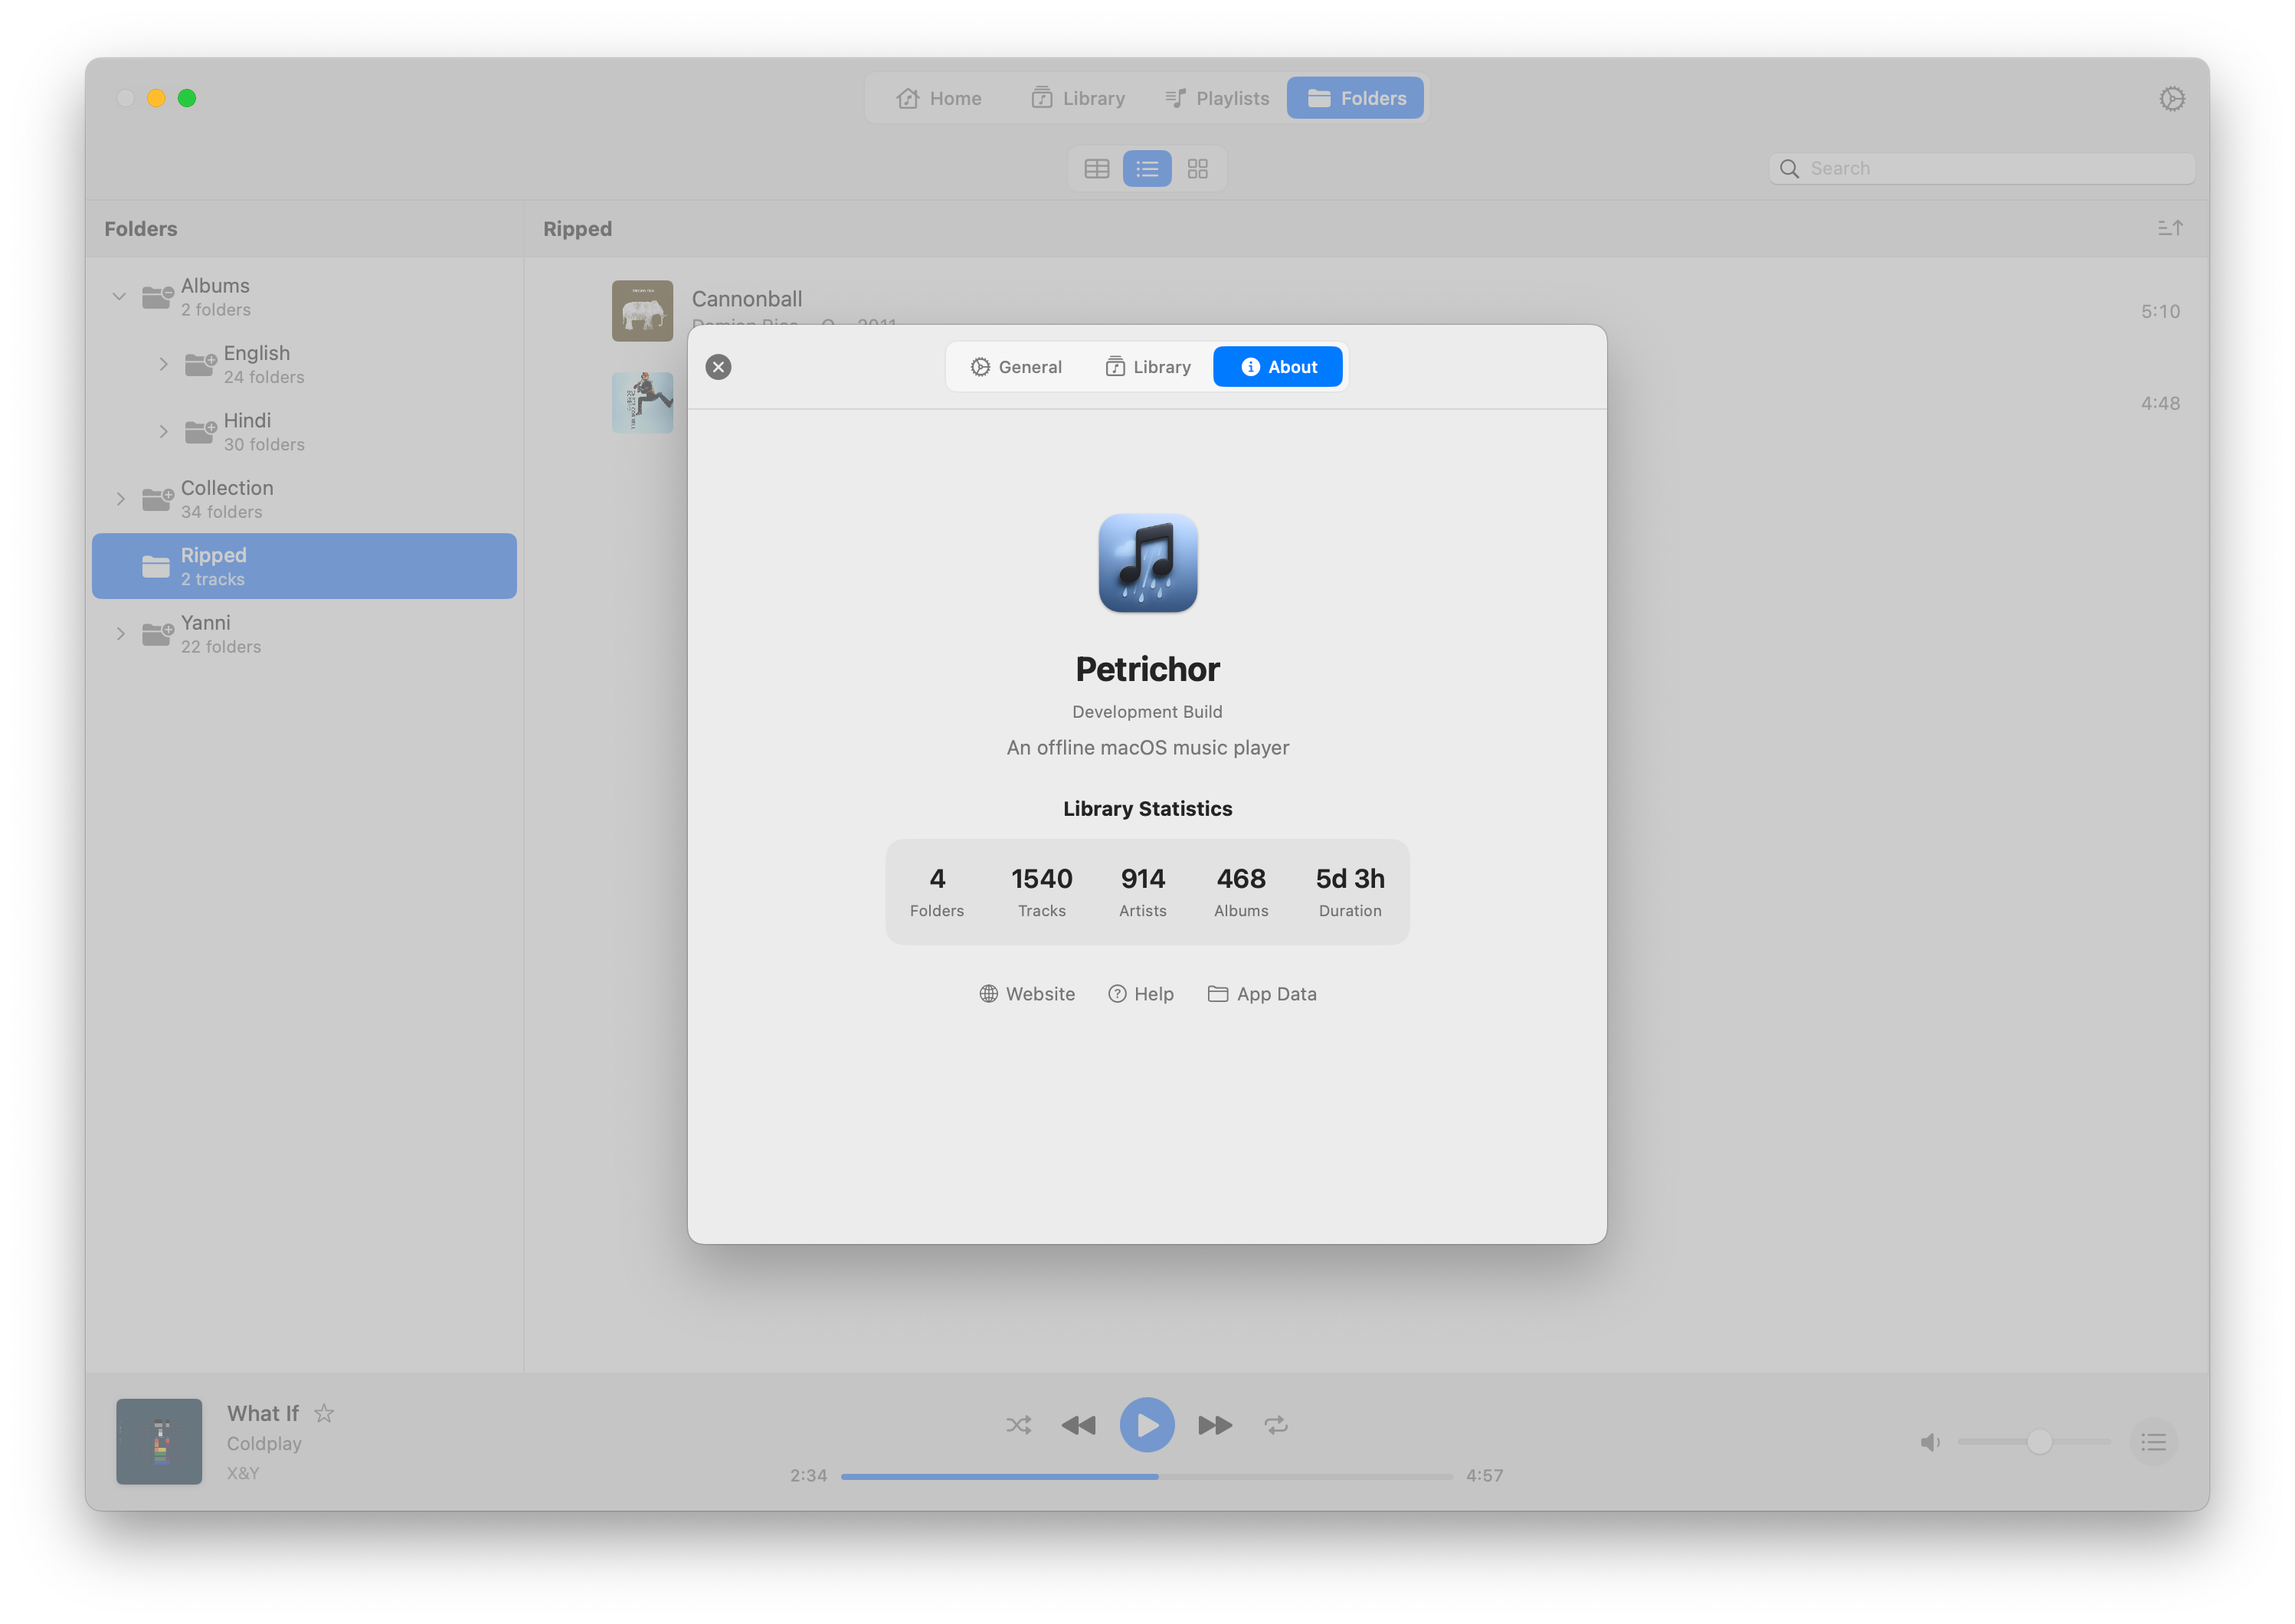 Home Library Playlists Folders
Search
Folders
Ripped
Albums
2 folders
English
24 folders
Hindi
30 folders
Collection
34 folders
Ripped
2 tracks
Yanni
22 folders
Cannonball
5:10
4:48
General Library About
Petrichor
Development Build
An offline macOS music player
Library Statistics
4 1540 914 468 5d 3h
Folders Tracks Artists Albums Duration
Website Help App Data
What If
Coldplay
X&Y
2:34 4:57